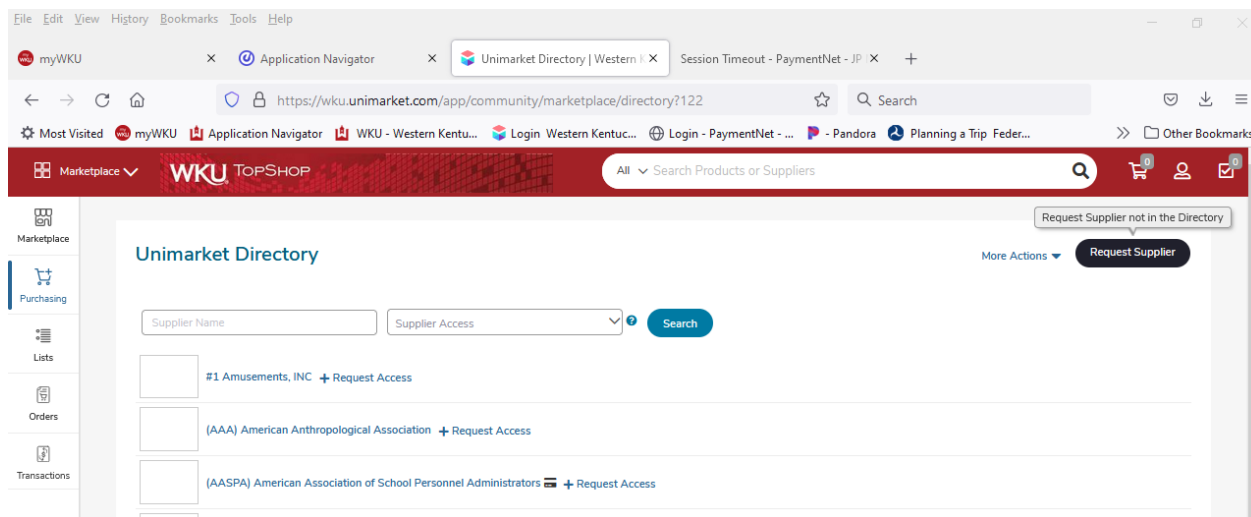 File Edit View History Bookmarks Tools Help
myWKU Application Navigator Unimarket Directory | Western K Session Timeout - PaymentNet - JP
https://wku.unimarket.com/app/community/marketplace/directory?122 Search
Most Visited myWKU Application Navigator WKU - Western Kentu... Login Western Kentuc... Login - PaymentNet - ... - Pandora Planning a Trip Feder... Other Bookmarks
Marketplace WKU TOPSHOP All Search Products or Suppliers 0 0
Request Supplier not in the Directory
Marketplace
Unimarket Directory More Actions Request Supplier
Purchasing
Supplier Name Supplier Access ? Search
Lists
#1 Amusements, INC + Request Access
Orders
(AAA) American Anthropological Association + Request Access
Transactions
(AASPA) American Association of School Personnel Administrators + Request Access